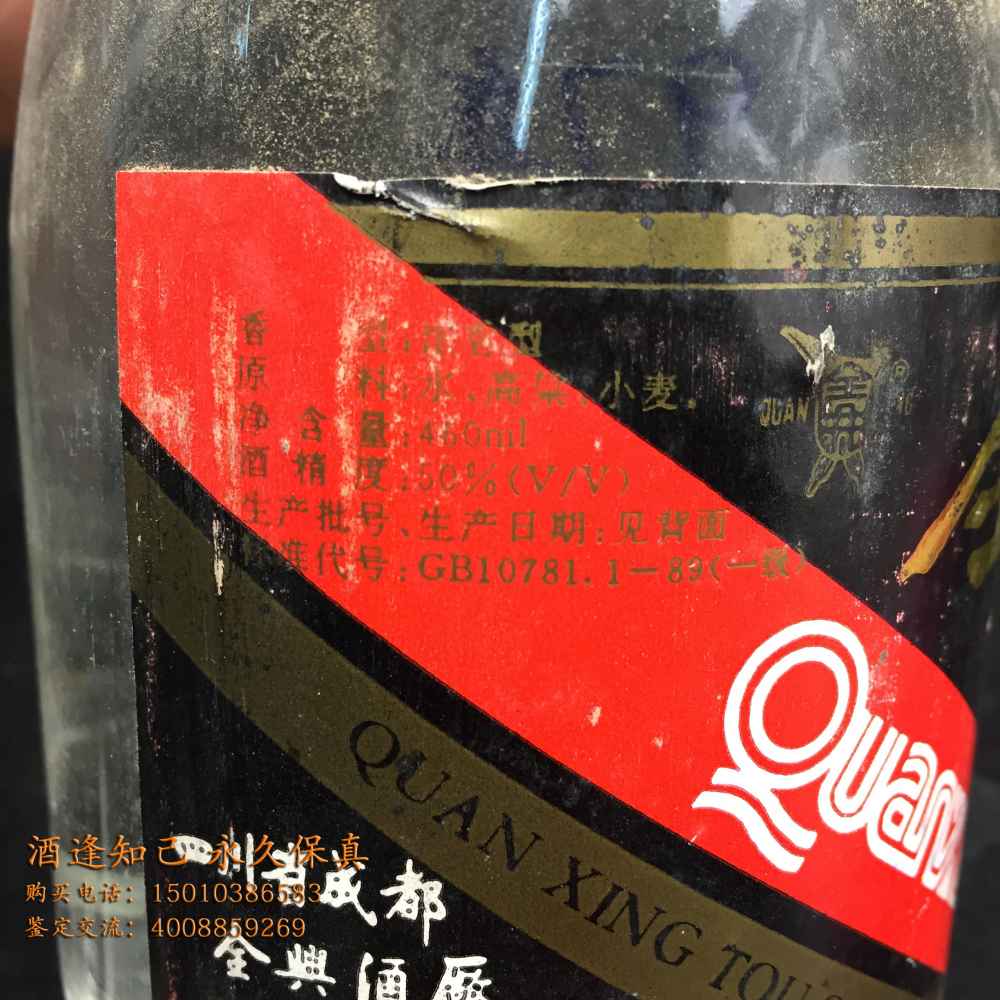 香 型:浓香型
原 料:水、高粱、小麦。
净 含 量:460ml
酒 精 度:50%(V/V)
生产批号、生产日期:见背面
标准代号:GB10781.1-89(一级)
QUAN
全興
Quan
QUAN XING TOU
四川省成都
全興酒厰
酒逢知己 永久保真
购买电话:15010386583
鉴定交流:4008859269